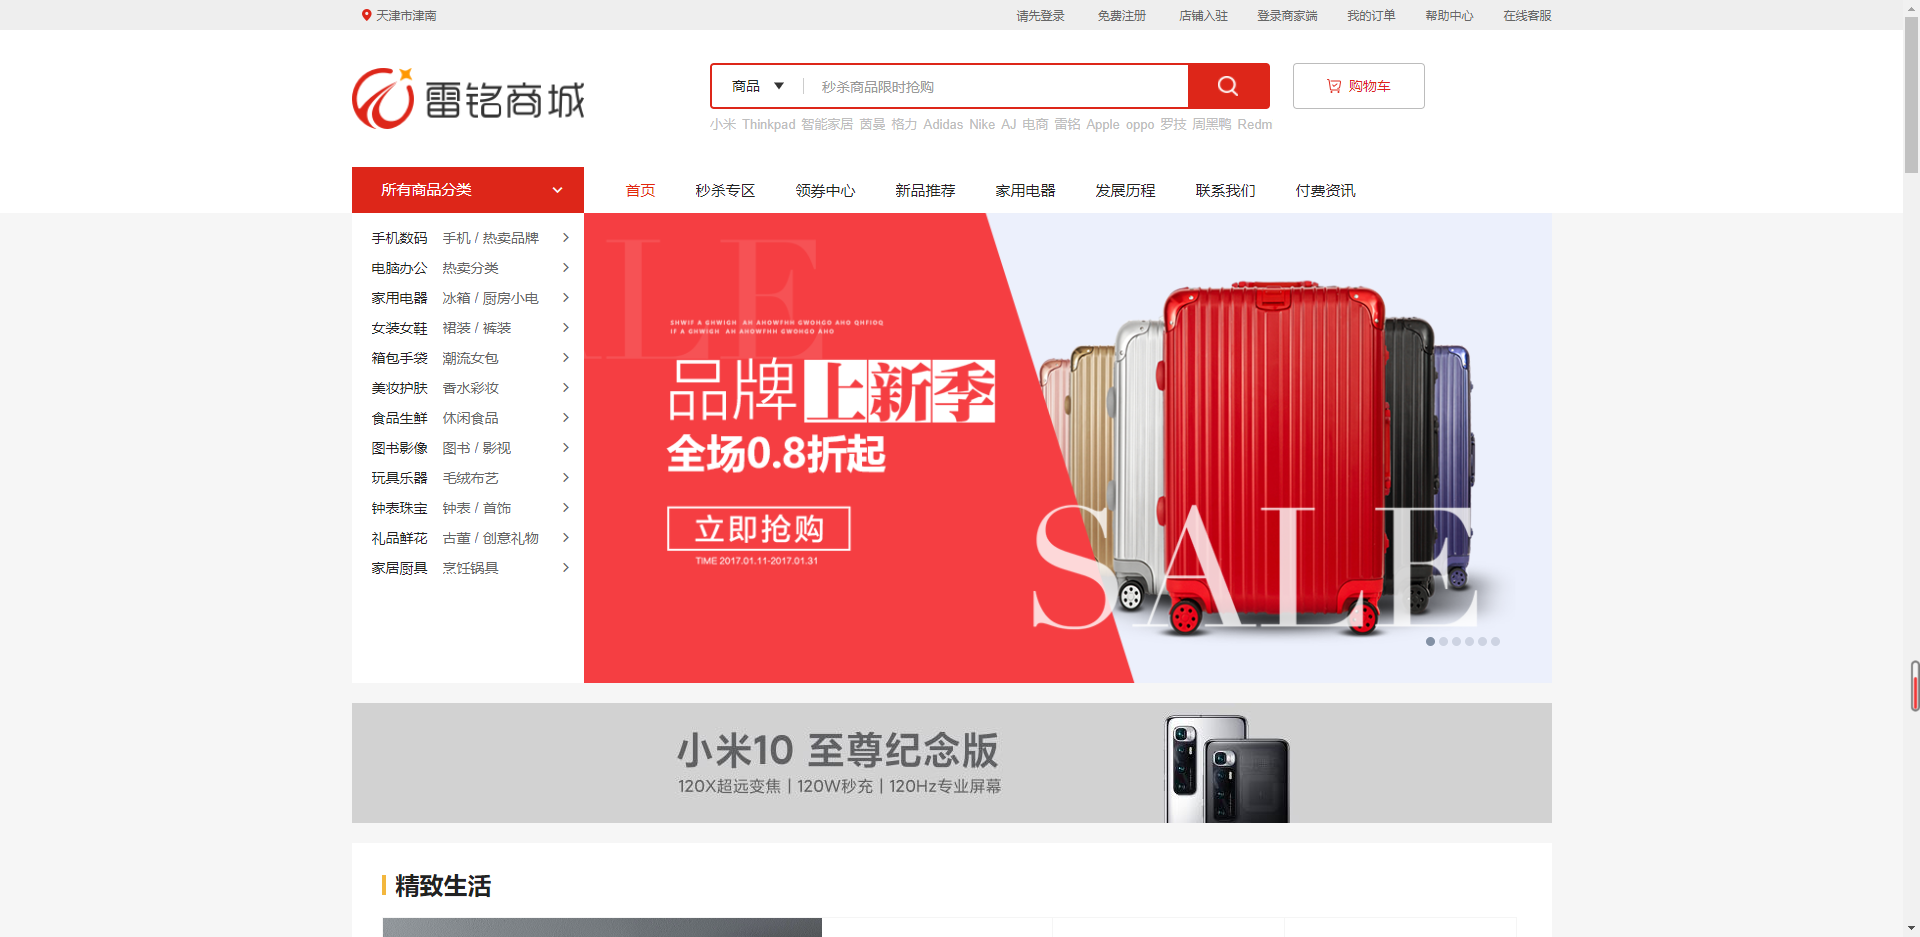 天津市津南
请先登录 免费注册 店铺入驻 登录商家端 我的订单 帮助中心 在线客服
雷铭商城
商品 秒杀商品限时抢购
购物车
小米 Thinkpad 智能家居 茵曼 格力 Adidas Nike AJ 电商 雷铭 Apple oppo 罗技 周黑鸭 Redm
所有商品分类
首页 秒杀专区 领券中心 新品推荐 家用电器 发展历程 联系我们 付费资讯
手机数码 手机 / 热卖品牌
电脑办公 热卖分类
家用电器 冰箱 / 厨房小电
女装女鞋 裙装 / 裤装
箱包手袋 潮流女包
美妆护肤 香水彩妆
食品生鲜 休闲食品
图书影像 图书 / 影视
玩具乐器 毛绒布艺
钟表珠宝 钟表 / 首饰
礼品鲜花 古董 / 创意礼物
家居厨具 烹饪锅具
LE
SHWIF A GHWIGH AH AHOWFHH GWOHGO AHO QHFIOQ
IF A GHWIGH AH AHOWFHH GWOHGO AHO
品牌上新季
全场0.8折起
立即抢购
TIME 2017.01.11-2017.01.31
SALE
小米10 至尊纪念版
120X超远变焦 | 120W秒充 | 120Hz专业屏幕
精致生活